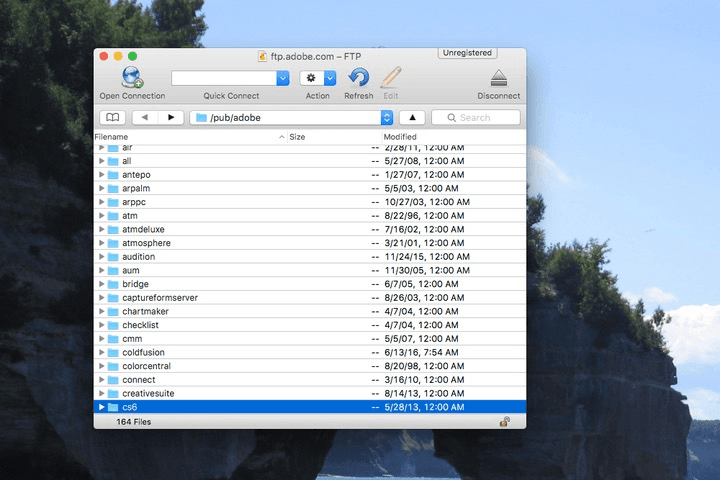 ftp.adobe.com – FTP
Unregistered
Open Connection
Quick Connect
Action
Refresh
Edit
Disconnect
/pub/adobe
Search
Filename Size Modified
air -- 2/28/11, 12:00 AM
all -- 5/27/08, 12:00 AM
antepo -- 1/27/07, 12:00 AM
arpalm -- 5/5/03, 12:00 AM
arppc -- 10/27/03, 12:00 AM
atm -- 8/22/96, 12:00 AM
atmdeluxe -- 7/16/02, 12:00 AM
atmosphere -- 3/21/01, 12:00 AM
audition -- 11/24/15, 12:00 AM
aum -- 11/30/05, 12:00 AM
bridge -- 6/7/05, 12:00 AM
captureformserver -- 8/26/03, 12:00 AM
chartmaker -- 4/7/04, 12:00 AM
checklist -- 4/7/04, 12:00 AM
cmm -- 5/5/07, 12:00 AM
coldfusion -- 6/13/16, 7:54 AM
colorcentral -- 8/20/98, 12:00 AM
connect -- 3/16/10, 12:00 AM
creativesuite -- 8/14/13, 12:00 AM
cs6 -- 5/28/13, 12:00 AM
164 Files